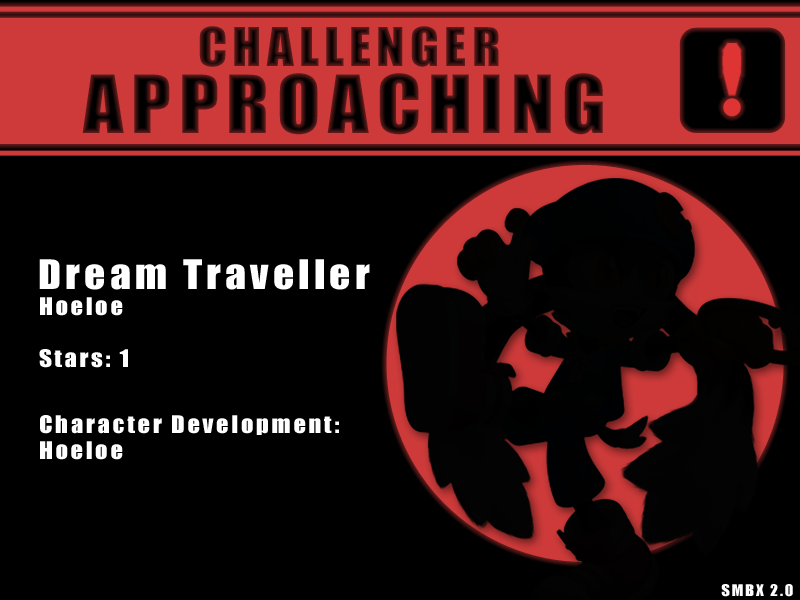 CHALLENGER
APPROACHING
!
Dream Traveller
Hoeloe
Stars: 1
Character Development:
Hoeloe
SMBX 2.0